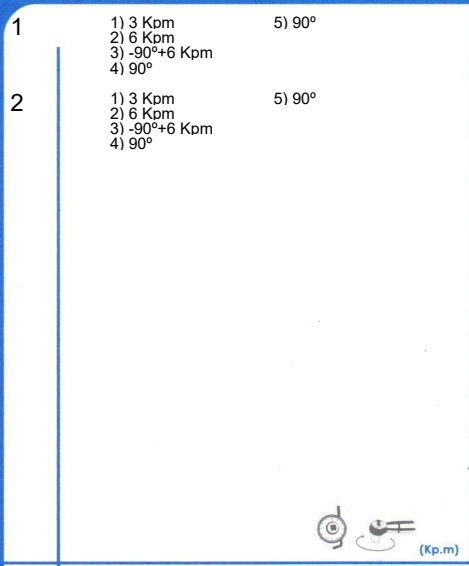 1
1) 3 Kpm 5) 90º
2) 6 Kpm
3) -90º+6 Kpm
4) 90º
2
1) 3 Kpm 5) 90º
2) 6 Kpm
3) -90º+6 Kpm
4) 90º
(Kp.m)